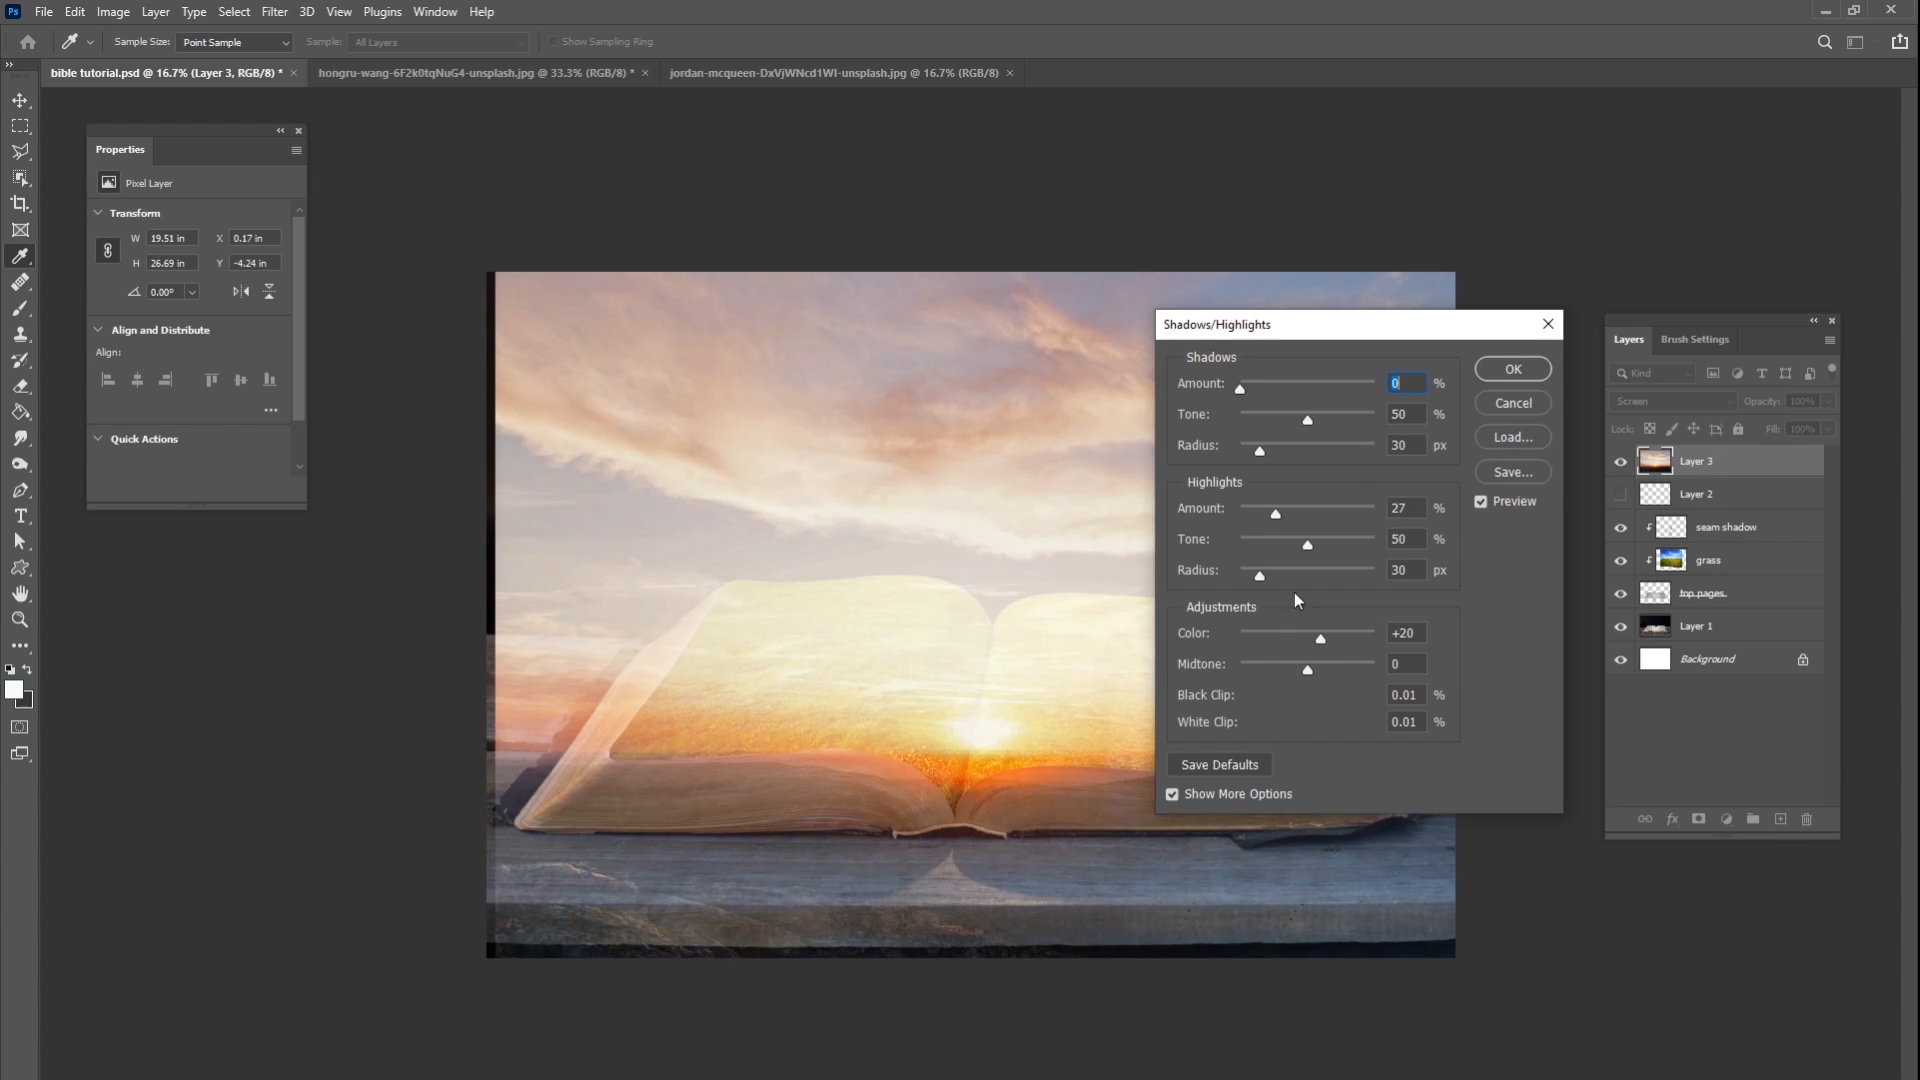 Ps File Edit Image Layer Type Select Filter 3D View Plugins Window Help
Sample Size: Point Sample Sample: All Layers Show Sampling Ring
bible tutorial.psd @ 16.7% (Layer 3, RGB/8) * × hongru-wang-6F2k0tqNuG4-unsplash.jpg @ 33.3% (RGB/8) * × jordan-mcqueen-DxVjWNcd1WI-unsplash.jpg @ 16.7% (RGB/8) ×
Properties
Pixel Layer
Transform
W 19.51 in X 0.17 in
H 26.69 in Y -4.24 in
0.00°
Align and Distribute
Align:
Quick Actions
Shadows/Highlights
Shadows
Amount: 0 %
Tone: 50 %
Radius: 30 px
Highlights
Amount: 27 %
Tone: 50 %
Radius: 30 px
Adjustments
Color: +20
Midtone: 0
Black Clip: 0.01 %
White Clip: 0.01 %
Save Defaults
Show More Options
OK
Cancel
Load...
Save...
Preview
Layers Brush Settings
Kind
Screen Opacity: 100%
Lock: Fill: 100%
Layer 3
Layer 2
seam shadow
grass
top pages
Layer 1
Background
fx